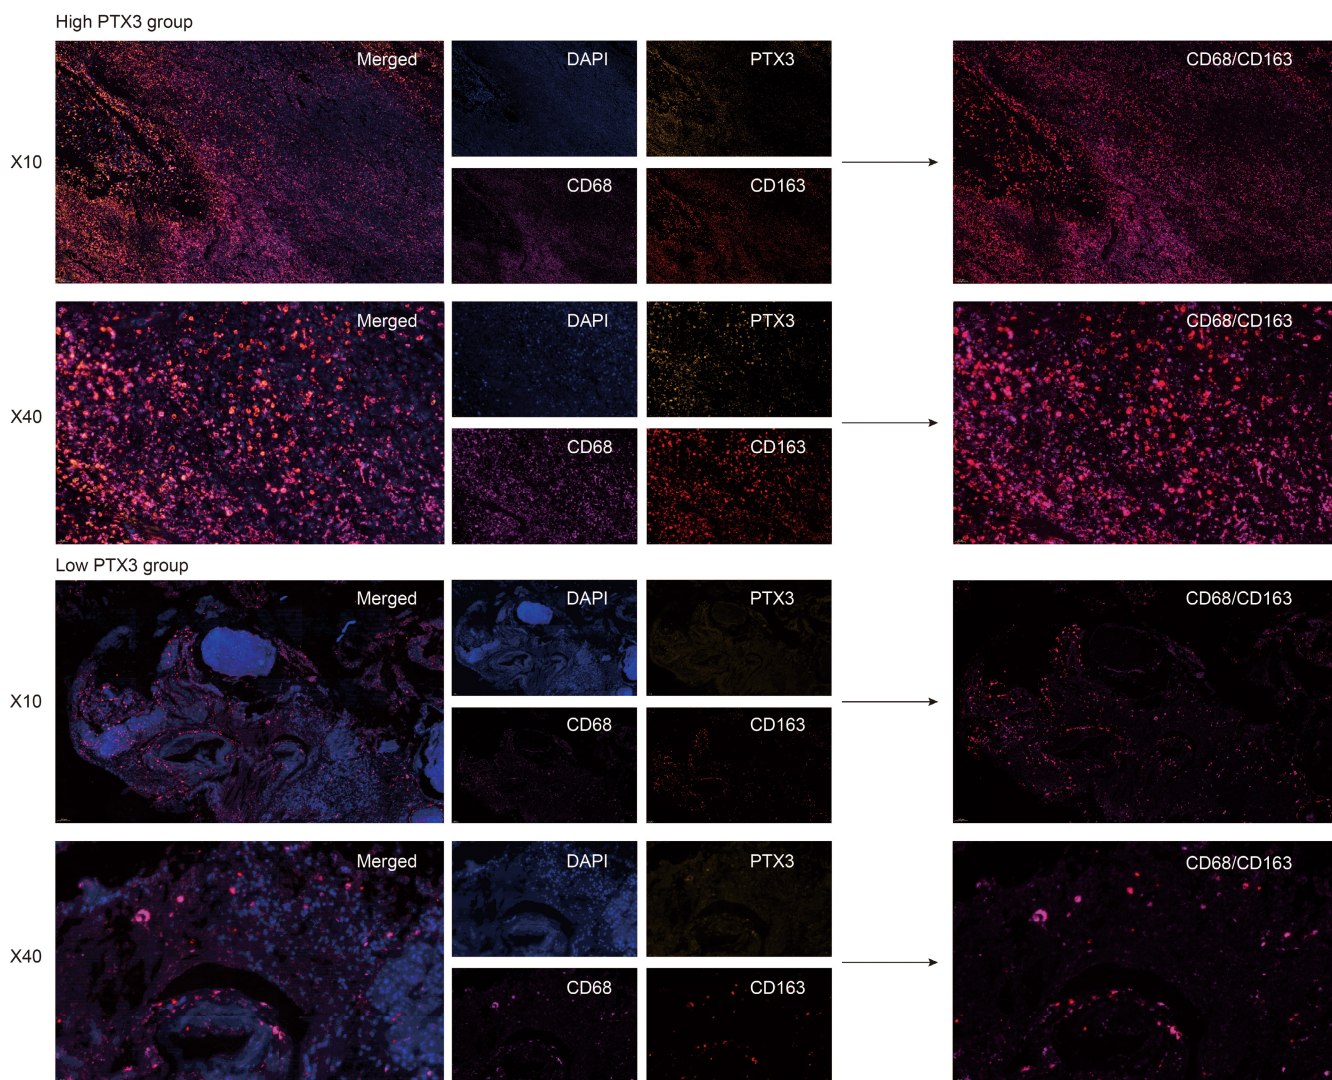 High PTX3 group
Merged
DAPI
PTX3
CD68/CD163
X10
CD68
CD163
Merged
DAPI
PTX3
CD68/CD163
X40
CD68
CD163
Low PTX3 group
Merged
DAPI
PTX3
CD68/CD163
X10
CD68
CD163
Merged
DAPI
PTX3
CD68/CD163
X40
CD68
CD163